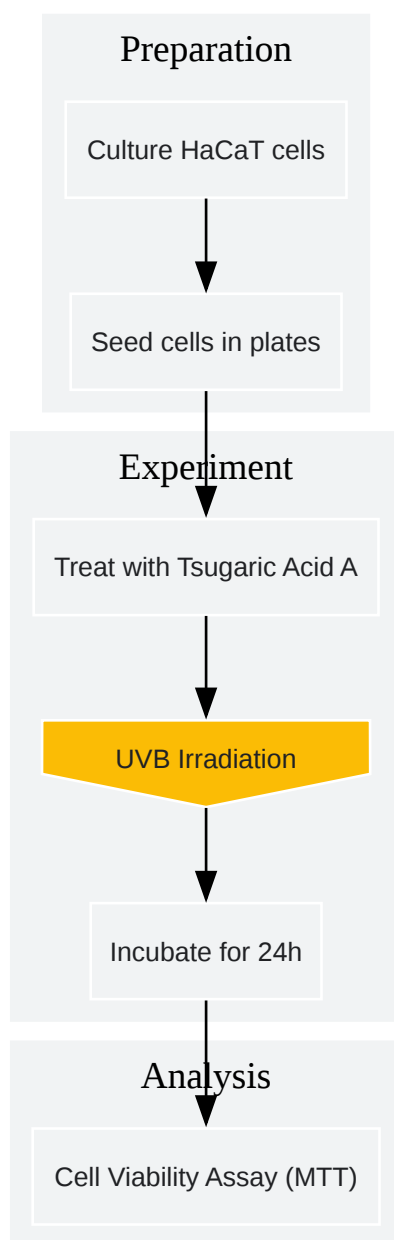 Preparation
Culture HaCaT cells
Seed cells in plates
Experiment
Treat with Tsugaric Acid A
UVB Irradiation
Incubate for 24h
Analysis
Cell Viability Assay (MTT)